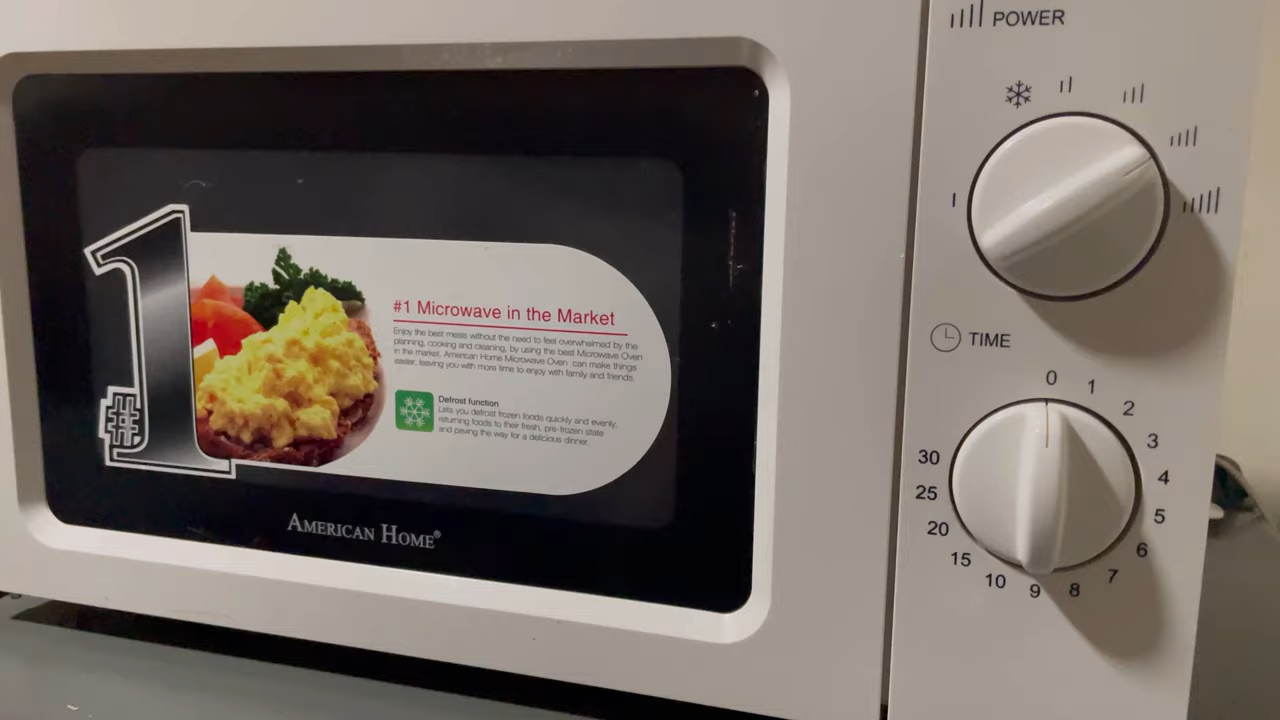 POWER
#1
#1 Microwave in the Market
Enjoy the best meals without the need to feel overwhelmed by the
planning, cooking and cleaning, by using the best Microwave Oven
in the market. American Home Microwave Oven can make things
easier, leaving you with more time to enjoy with family and friends.
Defrost function
Lets you defrost frozen foods quickly and evenly,
returning foods to their fresh, pre-frozen state
and paving the way for a delicious dinner.
AMERICAN HOME®
TIME
0
1
2
3
4
5
6
7
8
9
10
15
20
25
30